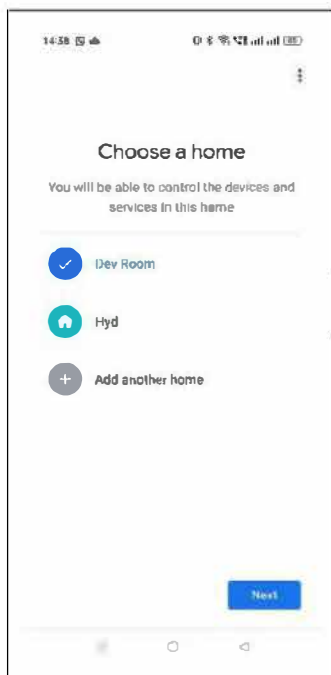 14:38
Choose a home
You will be able to control the devices and
services in this home
Dev Room
Hyd
Add another home
Next